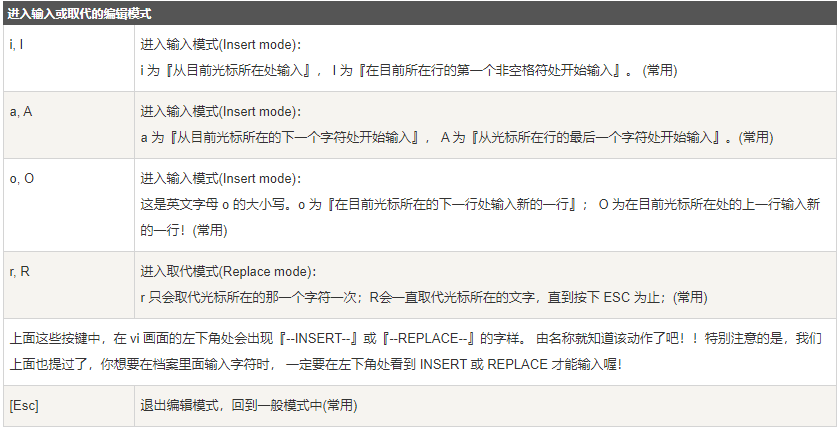 进入输入或取代的编辑模式
i, I
进入输入模式(Insert mode)：
i 为『从目前光标所在处输入』， I 为『在目前所在行的第一个非空格符处开始输入』。 (常用)
a, A
进入输入模式(Insert mode)：
a 为『从目前光标所在的下一个字符处开始输入』， A 为『从光标所在行的最后一个字符处开始输入』。(常用)
o, O
进入输入模式(Insert mode)：
这是英文字母 o 的大小写。o 为『在目前光标所在的下一行处输入新的一行』； O 为在目前光标所在处的上一行输入新
的一行！(常用)
r, R
进入取代模式(Replace mode)：
r 只会取代光标所在的那一个字符一次；R会一直取代光标所在的文字，直到按下 ESC 为止；(常用)
上面这些按键中，在 vi 画面的左下角处会出现『--INSERT--』或『--REPLACE--』的字样。 由名称就知道该动作了吧！！特别注意的是，我们
上面也提过了，你想要在档案里面输入字符时， 一定要在左下角处看到 INSERT 或 REPLACE 才能输入喔！
[Esc]
退出编辑模式，回到一般模式中(常用)